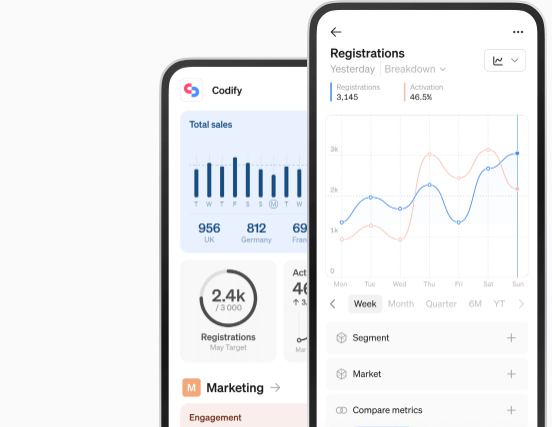 Codify
Total sales
T W T F S S M T W
956
812
69
UK
Germany
Fran
2.4k
/ 3 000
Registrations
May Target
Act
46
↑ 3.
Mar
M
Marketing →
Engagement
Registrations
Yesterday
Breakdown
Registrations
3,145
Activation
46.5%
3k
2k
1k
0
Mon Tue Wed Thu Fri Sat Sun
Week Month Quarter 6M YT
Segment
Market
Compare metrics